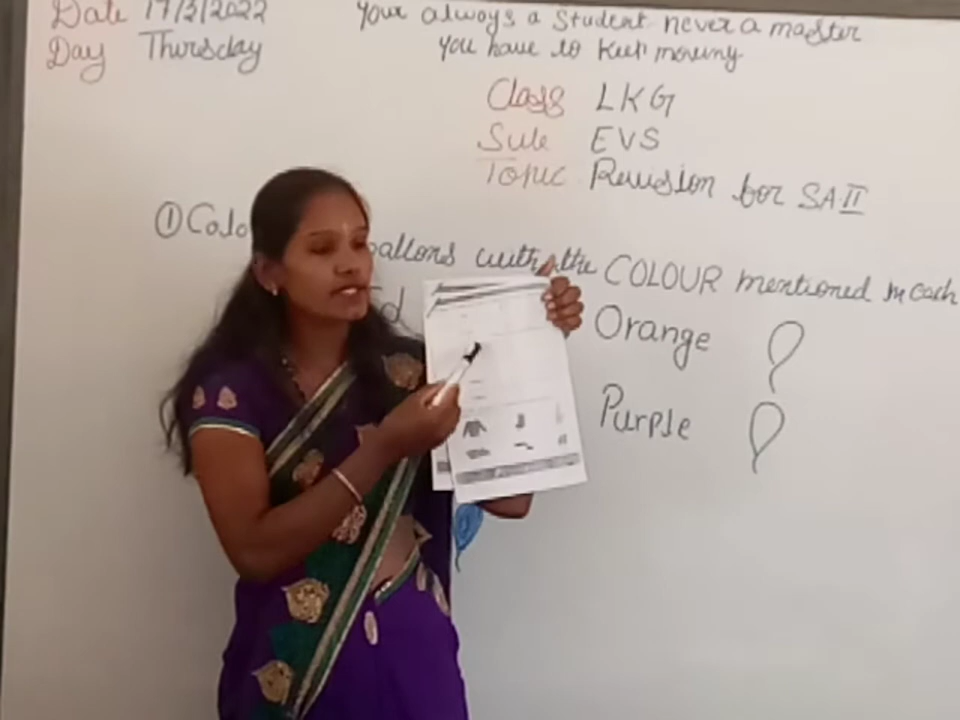 Date 17/3/2022
Day Thursday
Your always a Student never a master
you have to keep moving
Class LKG
Sub EVS
Topic Revision for SA II
① Colo ballons with the COLOUR mentioned in each
Orange
Purple